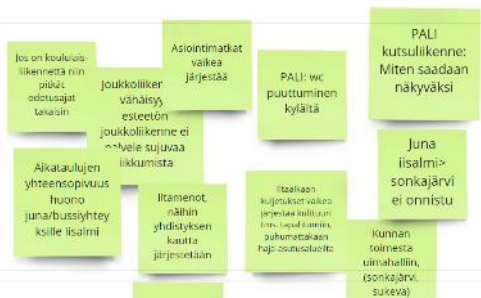 Jos on koululais-
liikennettä niin
pitkät
odotusajat
takaisin
Joukkoliiken
vähäisyy
esteetön
joukkoliikenne ei
palvele sujuvaa
liikkumista
Asiointimatkat
vaikea
järjestää
PALI: wc
puuttuminen
kylältä
PALI
kutsuliikenne:
Miten saadaan
näkyväksi
Aikataulujen
yhteensopivuus
huono
juna/bussiyhtey
ksille Iisalmi
Iltamenot,
näihin
yhdistyksen
kautta
järjestetään
Iltaaikaan
kuljetukset vaikea
järjestää kulttuuri
tms. tapahtumiin,
puhumattakaan
haja-asutusalueilta
Juna
iisalmi>
sonkajärvi
ei onnistu
Kunnan
toimesta
uimahalliin,
(sonkajärvi,
sukeva)